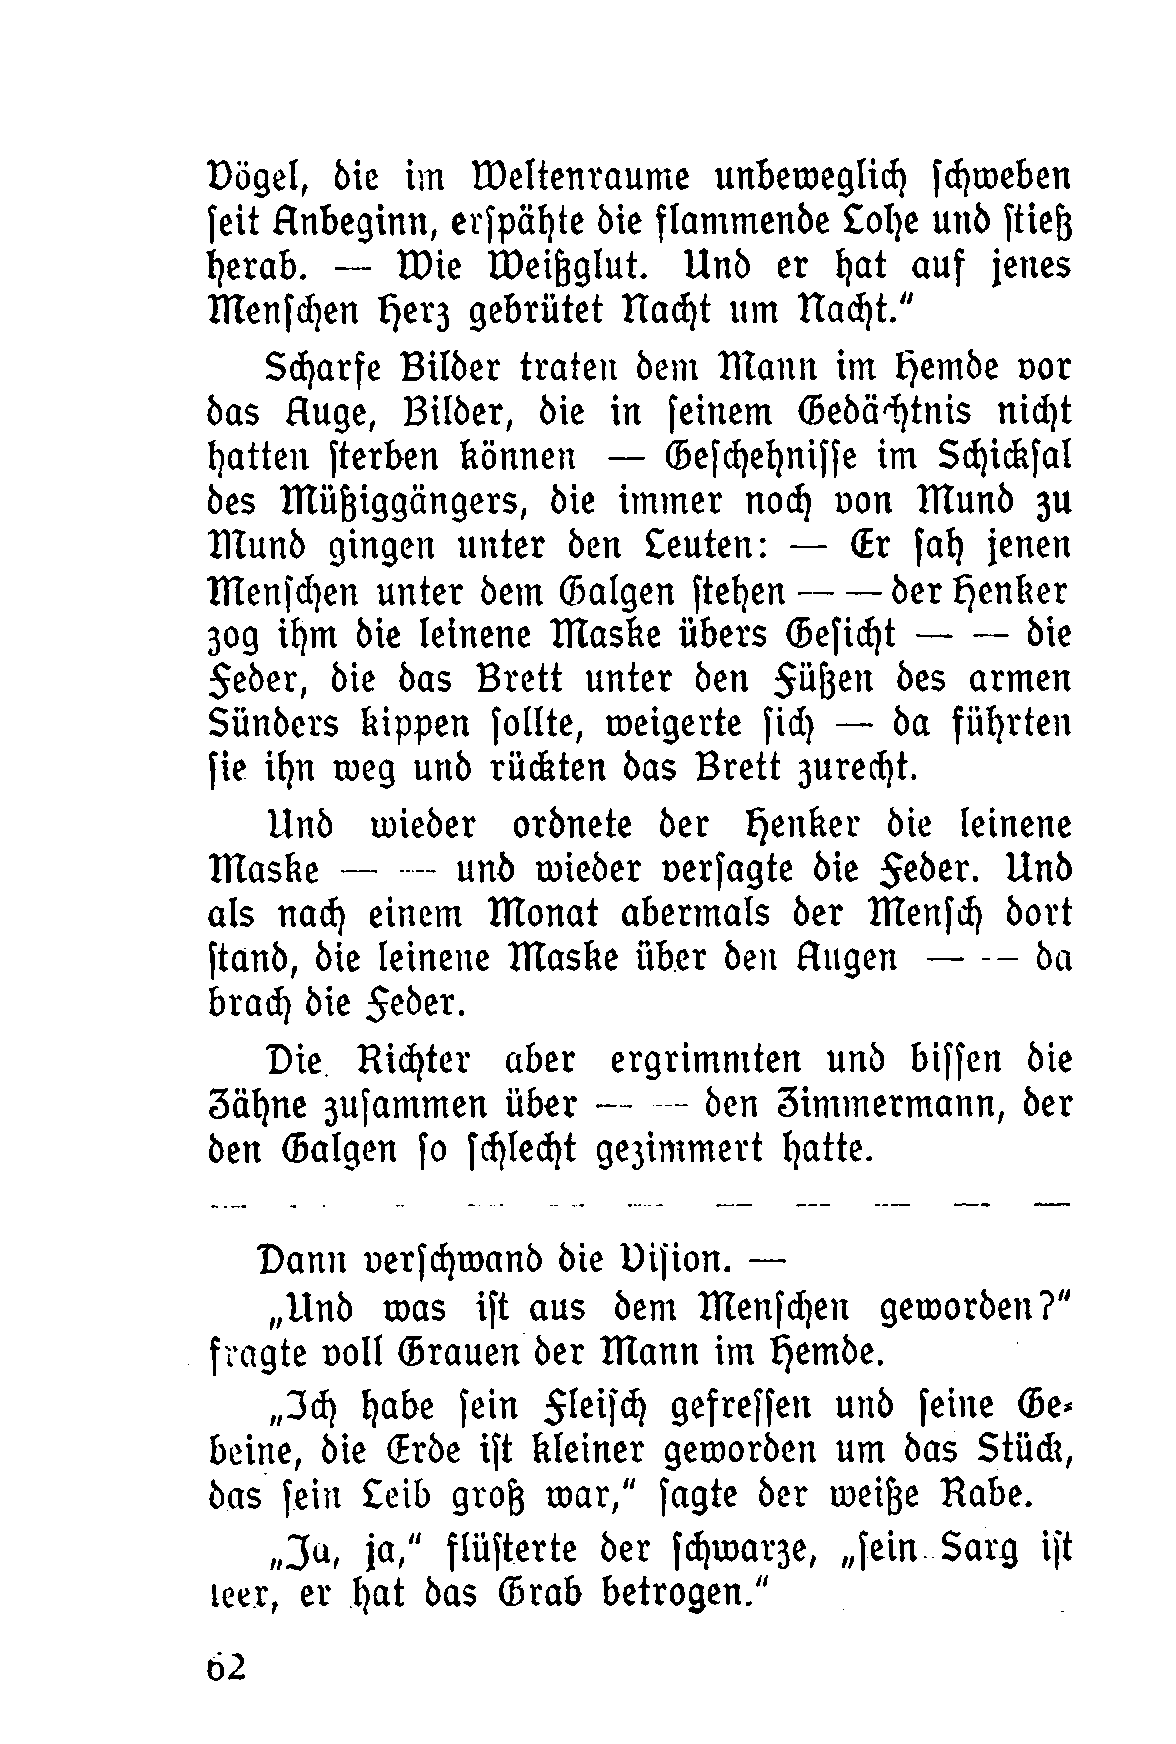 Vögel, die im Weltenraume unbeweglich schweben
seit Anbeginn, erspähte die flammende Lohe und stieß
herab. — Wie Weißglut. Und er hat auf jenes
Menschen Herz gebrütet Nacht um Nacht."
Scharfe Bilder traten dem Mann im Hemde vor
das Auge, Bilder, die in seinem Gedächtnis nicht
hatten sterben können — Geschehnisse im Schicksal
des Müßiggängers, die immer noch von Mund zu
Mund gingen unter den Leuten: — Er sah jenen
Menschen unter dem Galgen stehen — — der Henker
zog ihm die leinene Maske übers Gesicht — — die
Feder, die das Brett unter den Füßen des armen
Sünders kippen sollte, weigerte sich — da führten
sie ihn weg und rückten das Brett zurecht.
Und wieder ordnete der Henker die leinene
Maske — — und wieder versagte die Feder. Und
als nach einem Monat abermals der Mensch dort
stand, die leinene Maske über den Augen — — da
brach die Feder.
Die Richter aber ergrimmten und bissen die
Zähne zusammen über — — den Zimmermann, der
den Galgen so schlecht gezimmert hatte.
— — — — — — — — — — —
Dann verschwand die Vision. —
„Und was ist aus dem Menschen geworden?"
fragte voll Grauen der Mann im Hemde.
„Ich habe sein Fleisch gefressen und seine Ge-
beine, die Erde ist kleiner geworden um das Stück,
das sein Leib groß war," sagte der weiße Rabe.
„Ja, ja," flüsterte der schwarze, „sein Sarg ist
leer, er hat das Grab betrogen."
62